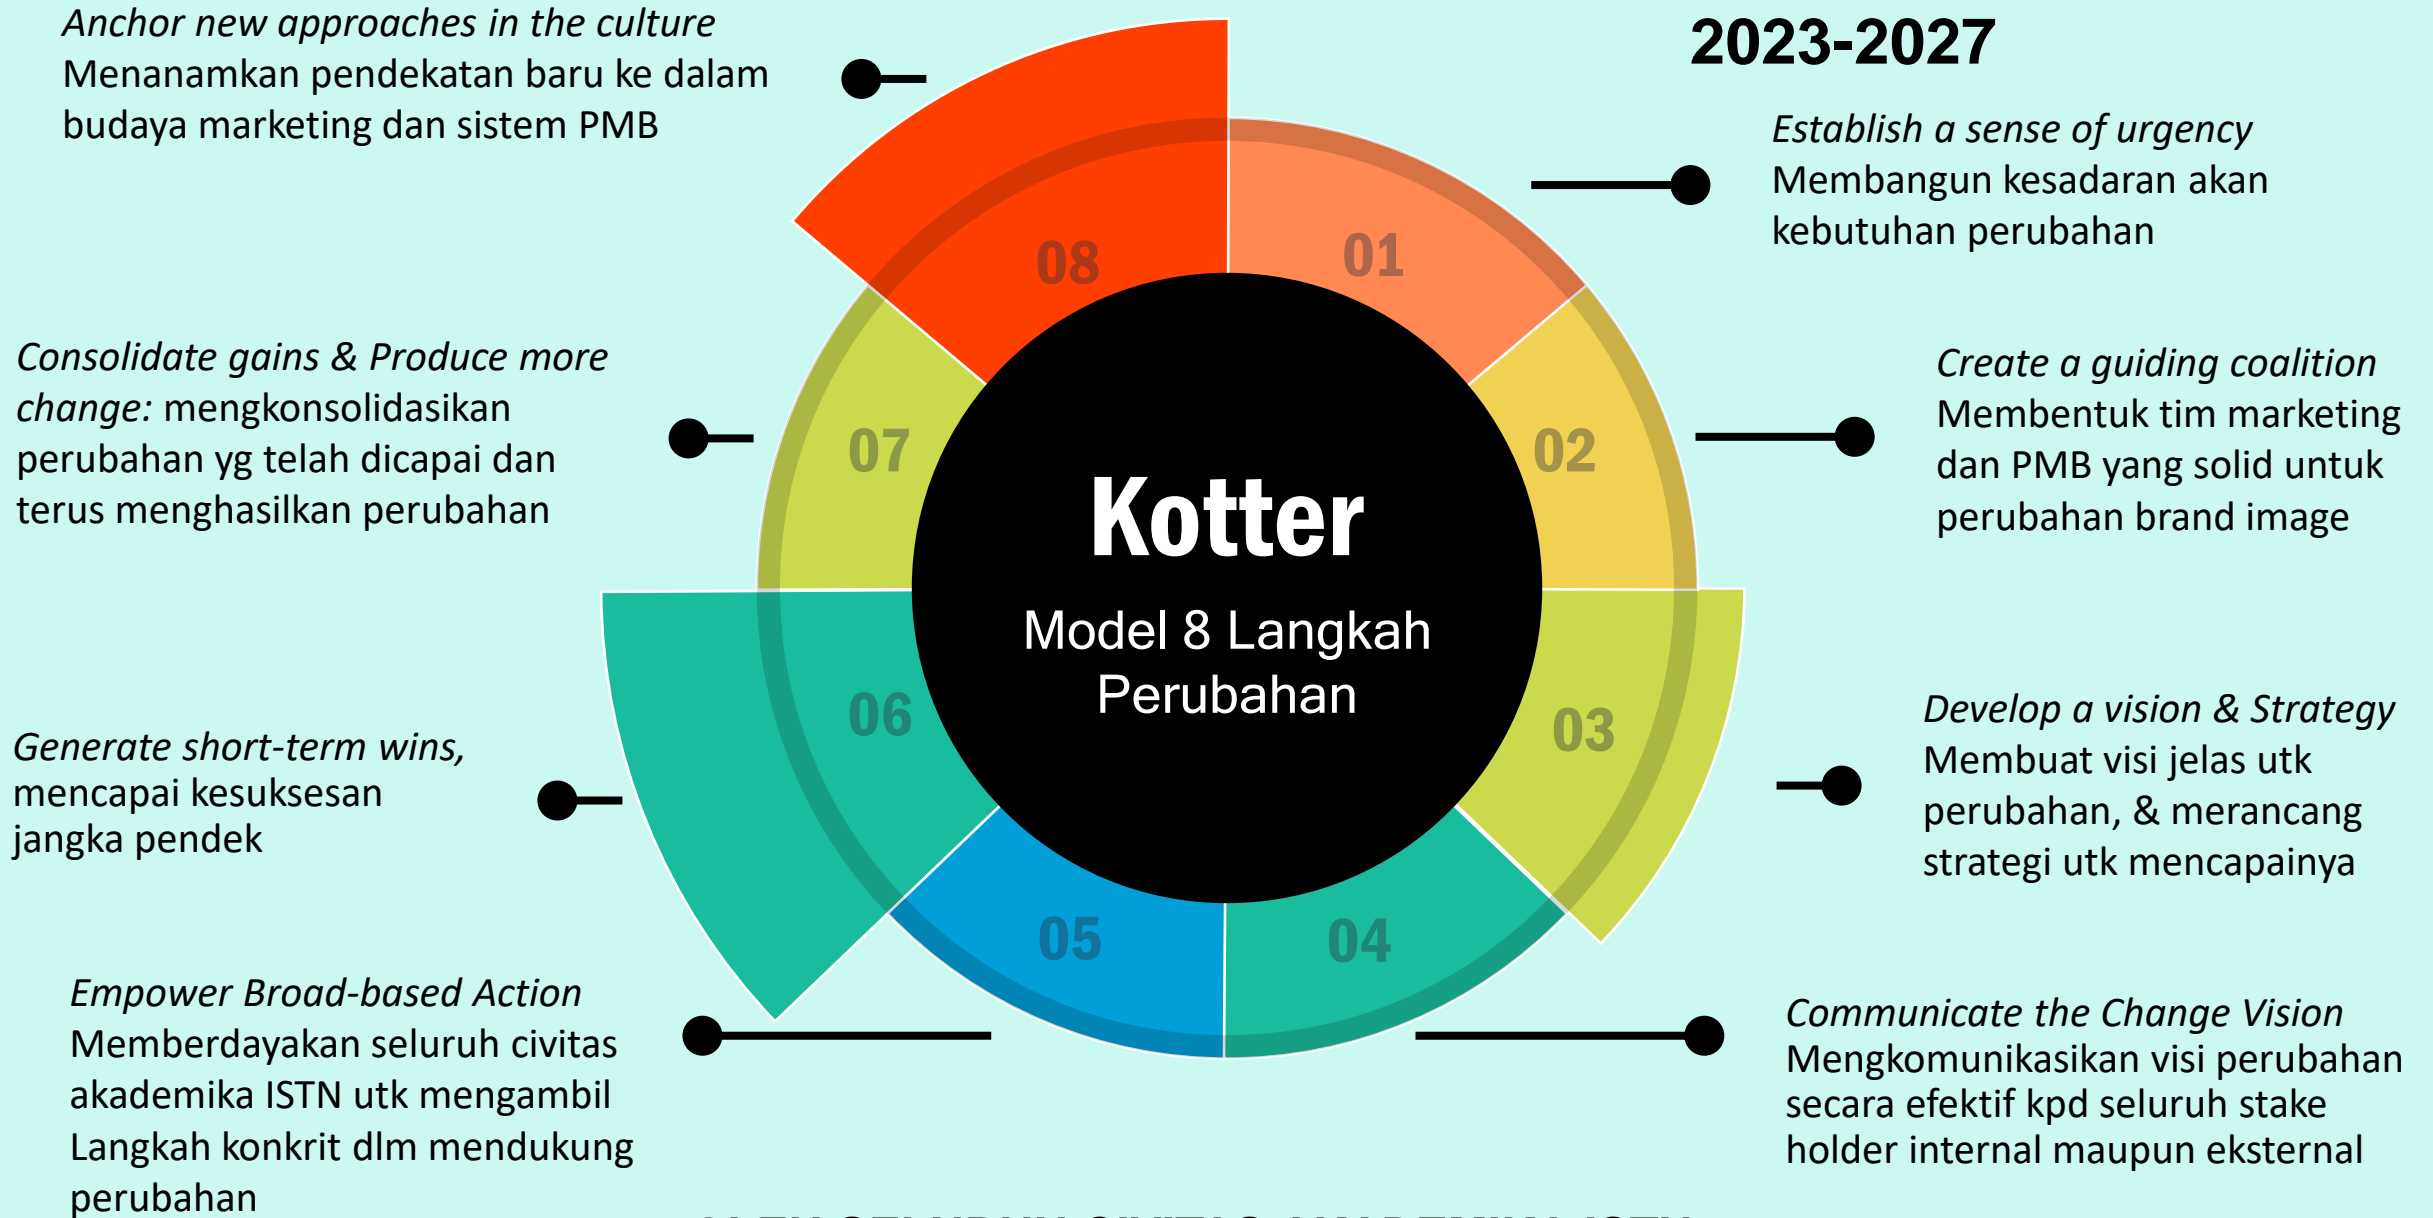 2023-2027
Anchor new approaches in the culture
Menanamkan pendekatan baru ke dalam
budaya marketing dan sistem PMB
Establish a sense of urgency
Membangun kesadaran akan
kebutuhan perubahan
08
01
Consolidate gains & Produce more
change: mengkonsolidasikan
perubahan yg telah dicapai dan
terus menghasilkan perubahan
Create a guiding coalition
Membentuk tim marketing
dan PMB yang solid untuk
perubahan brand image
07
02
Kotter
Model 8 Langkah
Perubahan
06
03
Generate short-term wins,
mencapai kesuksesan
jangka pendek
Develop a vision & Strategy
Membuat visi jelas utk
perubahan, & merancang
strategi utk mencapainya
05
04
Empower Broad-based Action
Memberdayakan seluruh civitas
akademika ISTN utk mengambil
Langkah konkrit dlm mendukung
perubahan
Communicate the Change Vision
Mengkomunikasikan visi perubahan
secara efektif kpd seluruh stake
holder internal maupun eksternal